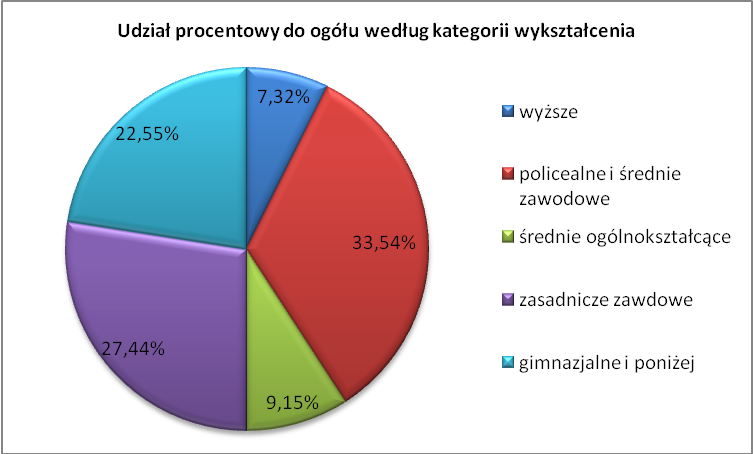 Udział procentowy do ogółu według kategorii wykształcenia
7,32%
22,55%
33,54%
27,44%
9,15%
wyższe
policealne i średnie
zawodowe
średnie ogólnokształcące
zasadnicze zawdowe
gimnazjalne i poniżej